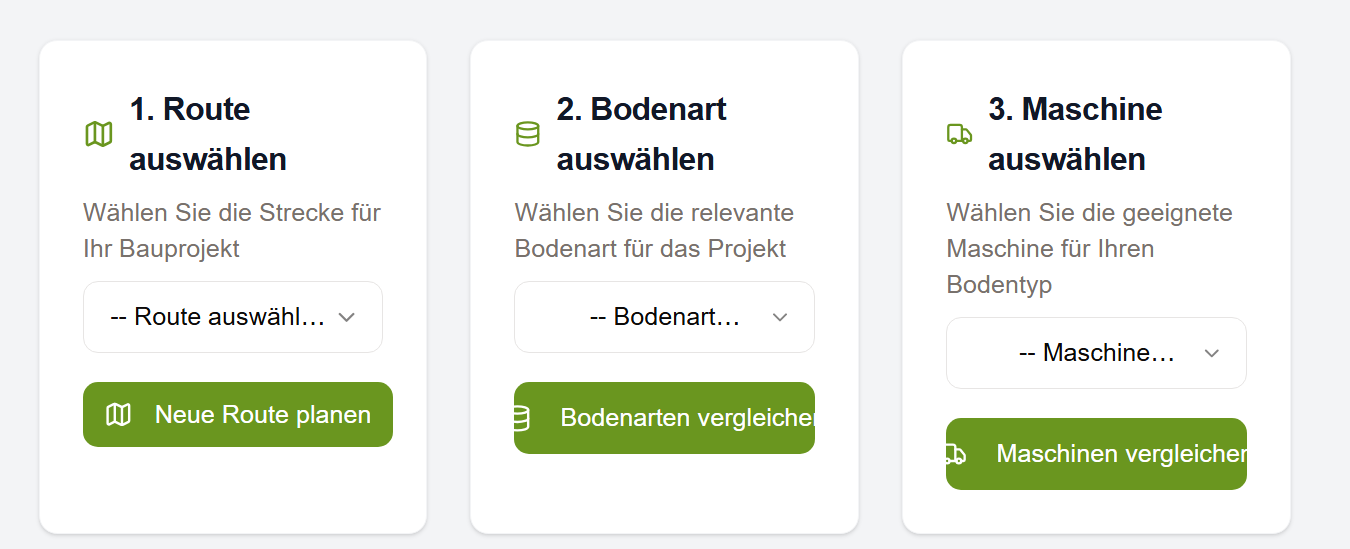 1. Route
auswählen
Wählen Sie die Strecke für
Ihr Bauprojekt
-- Route auswähl...
Neue Route planen
2. Bodenart
auswählen
Wählen Sie die relevante
Bodenart für das Projekt
-- Bodenart...
Bodenarten vergleichen
3. Maschine
auswählen
Wählen Sie die geeignete
Maschine für Ihren
Bodentyp
-- Maschine...
Maschinen vergleichen